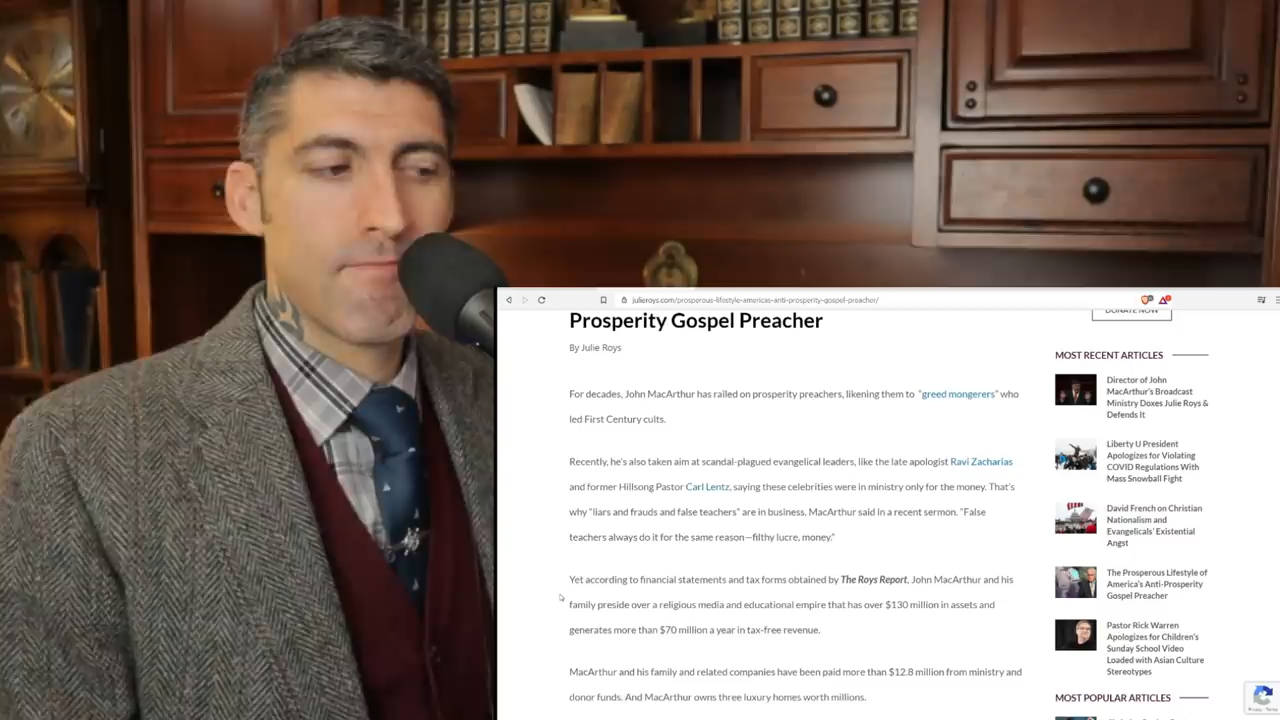 julieroys.com/prosperous-lifestyle-americas-anti-prosperity-gospel-preacher/
Prosperity Gospel Preacher
By Julie Roys
For decades, John MacArthur has railed on prosperity preachers, likening them to "greed mongerers" who
led First Century cults.
Recently, he's also taken aim at scandal-plagued evangelical leaders, like the late apologist Ravi Zacharias
and former Hillsong Pastor Carl Lentz, saying these celebrities were in ministry only for the money. That's
why "liars and frauds and false teachers" are in business, MacArthur said in a recent sermon. "False
teachers always do it for the same reason—filthy lucre, money."
Yet according to financial statements and tax forms obtained by The Roys Report, John MacArthur and his
family preside over a religious media and educational empire that has over $130 million in assets and
generates more than $70 million a year in tax-free revenue.
MacArthur and his family and related companies have been paid more than $12.8 million from ministry and
donor funds. And MacArthur owns three luxury homes worth millions.
DONATE NOW
MOST RECENT ARTICLES
Director of John
MacArthur's Broadcast
Ministry Doxes Julie Roys &
Defends It
Liberty U President
Apologizes for Violating
COVID Regulations With
Mass Snowball Fight
David French on Christian
Nationalism and
Evangelicals' Existential
Angst
The Prosperous Lifestyle of
America's Anti-Prosperity
Gospel Preacher
Pastor Rick Warren
Apologizes for Children's
Sunday School Video
Loaded with Asian Culture
Stereotypes
MOST POPULAR ARTICLES